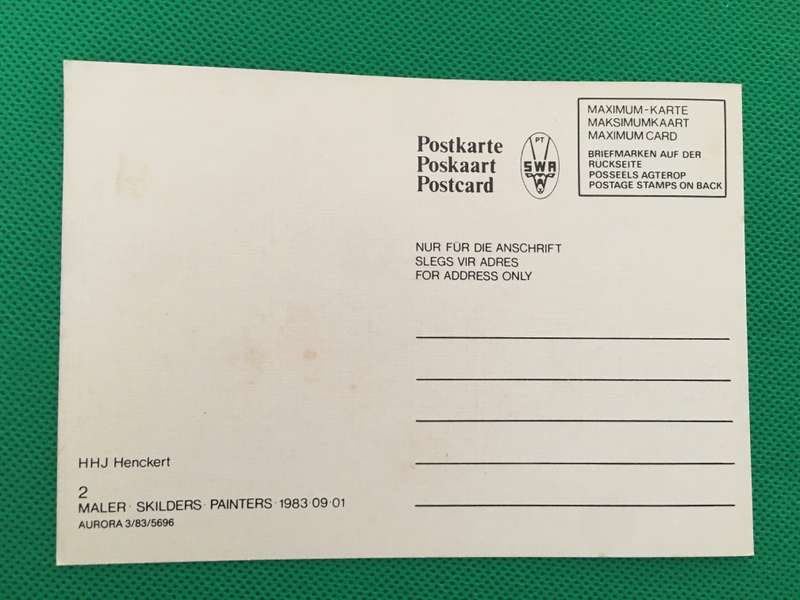 Postkarte
Poskaart
Postcard
PT
SWA
MAXIMUM-KARTE
MAKSIMUMKAART
MAXIMUM CARD
BRIEFMARKEN AUF DER
RÜCKSEITE
POSSEELS AGTEROP
POSTAGE STAMPS ON BACK
NUR FÜR DIE ANSCHRIFT
SLEGS VIR ADRES
FOR ADDRESS ONLY
HHJ Henckert
2
MALER · SKILDERS · PAINTERS · 1983·09·01
AURORA 3/83/5696